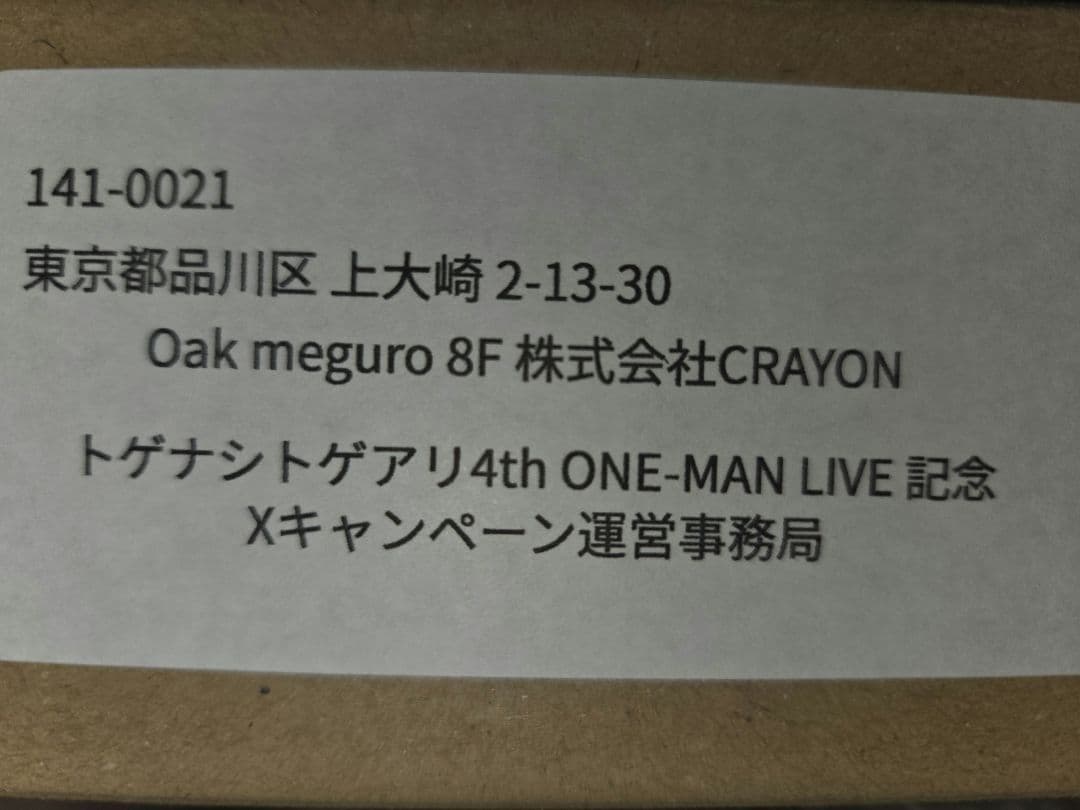 141-0021
東京都品川区 上大崎 2-13-30
Oak meguro 8F 株式会社CRAYON
トゲナシトゲアリ4th ONE-MAN LIVE 記念
Xキャンペーン運営事務局